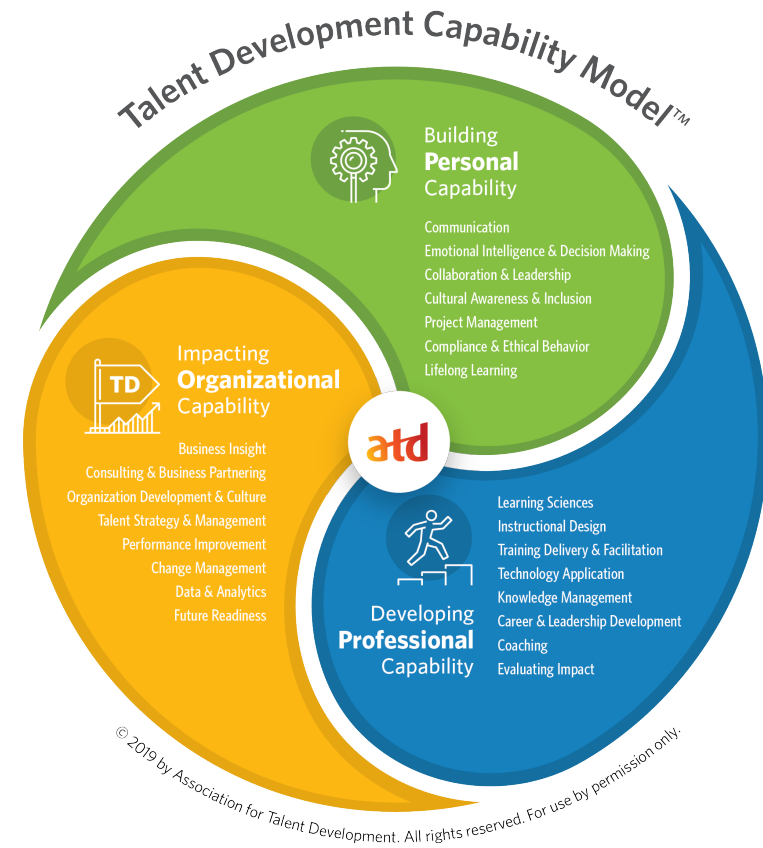 Talent Development Capability Model™
Building
Personal
Capability
Communication
Emotional Intelligence & Decision Making
Collaboration & Leadership
Cultural Awareness & Inclusion
Project Management
Compliance & Ethical Behavior
Lifelong Learning
TD
Impacting
Organizational
Capability
Business Insight
Consulting & Business Partnering
Organization Development & Culture
Talent Strategy & Management
Performance Improvement
Change Management
Data & Analytics
Future Readiness
atd
Developing
Professional
Capability
Learning Sciences
Instructional Design
Training Delivery & Facilitation
Technology Application
Knowledge Management
Career & Leadership Development
Coaching
Evaluating Impact
© 2019 by Association for Talent Development. All rights reserved. For use by permission only.